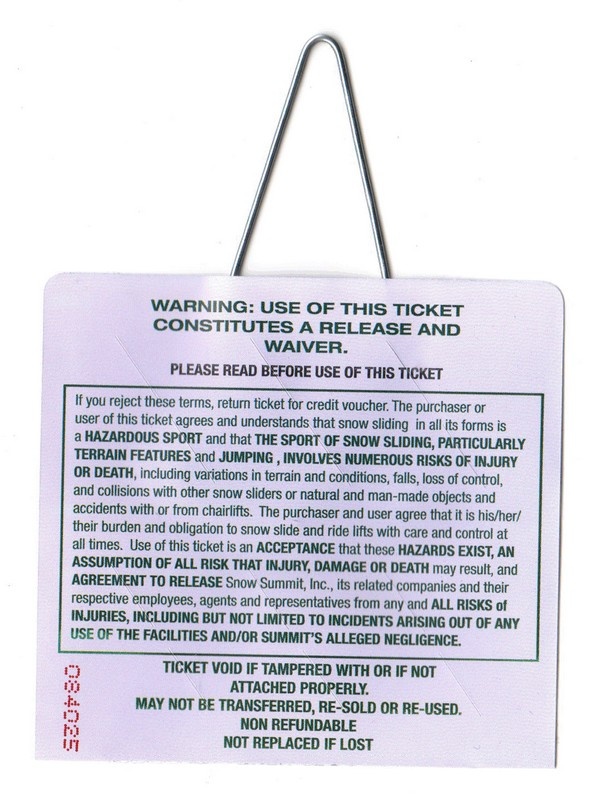 WARNING: USE OF THIS TICKET
CONSTITUTES A RELEASE AND
WAIVER.
PLEASE READ BEFORE USE OF THIS TICKET
If you reject these terms, return ticket for credit voucher. The purchaser or
user of this ticket agrees and understands that snow sliding in all its forms is
a HAZARDOUS SPORT and that THE SPORT OF SNOW SLIDING, PARTICULARLY
TERRAIN FEATURES and JUMPING , INVOLVES NUMEROUS RISKS OF INJURY
OR DEATH, including variations in terrain and conditions, falls, loss of control,
and collisions with other snow sliders or natural and man-made objects and
accidents with or from chairlifts. The purchaser and user agree that it is his/her/
their burden and obligation to snow slide and ride lifts with care and control at
all times. Use of this ticket is an ACCEPTANCE that these HAZARDS EXIST, AN
ASSUMPTION OF ALL RISK THAT INJURY, DAMAGE OR DEATH may result, and
AGREEMENT TO RELEASE Snow Summit, Inc., its related companies and their
respective employees, agents and representatives from any and ALL RISKS of
INJURIES, INCLUDING BUT NOT LIMITED TO INCIDENTS ARISING OUT OF ANY
USE OF THE FACILITIES AND/OR SUMMIT'S ALLEGED NEGLIGENCE.
TICKET VOID IF TAMPERED WITH OR IF NOT
ATTACHED PROPERLY.
MAY NOT BE TRANSFERRED, RE-SOLD OR RE-USED.
NON REFUNDABLE
NOT REPLACED IF LOST
084035